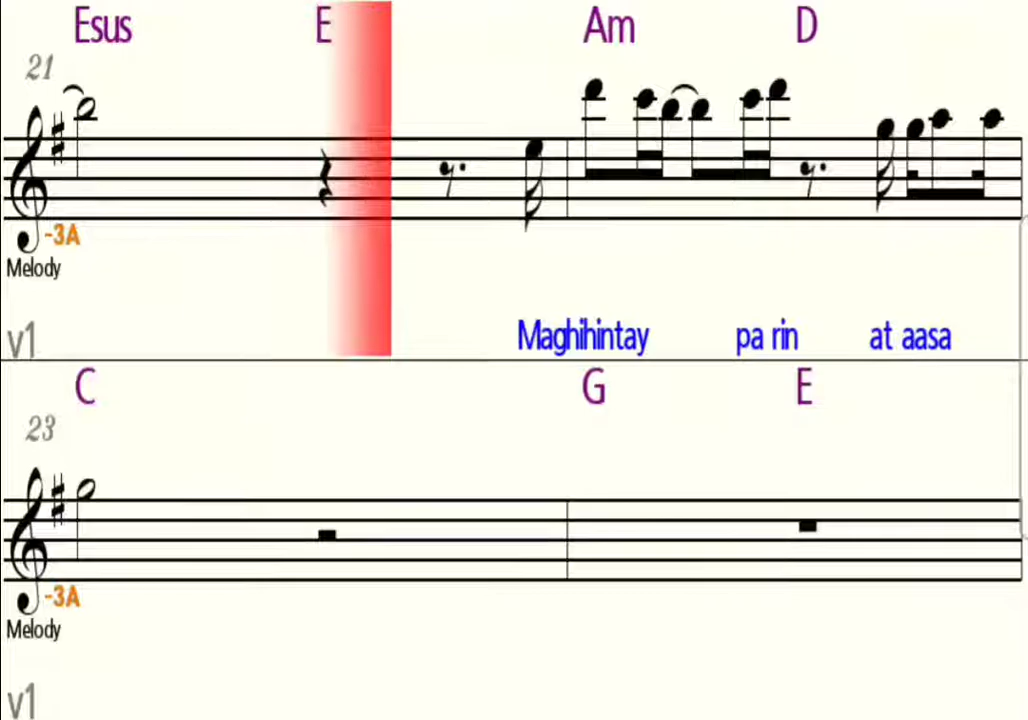 Esus E Am D
21
-3A
Melody
v1 Maghihintay pa rin at aasa
C G E
23
-3A
Melody
v1